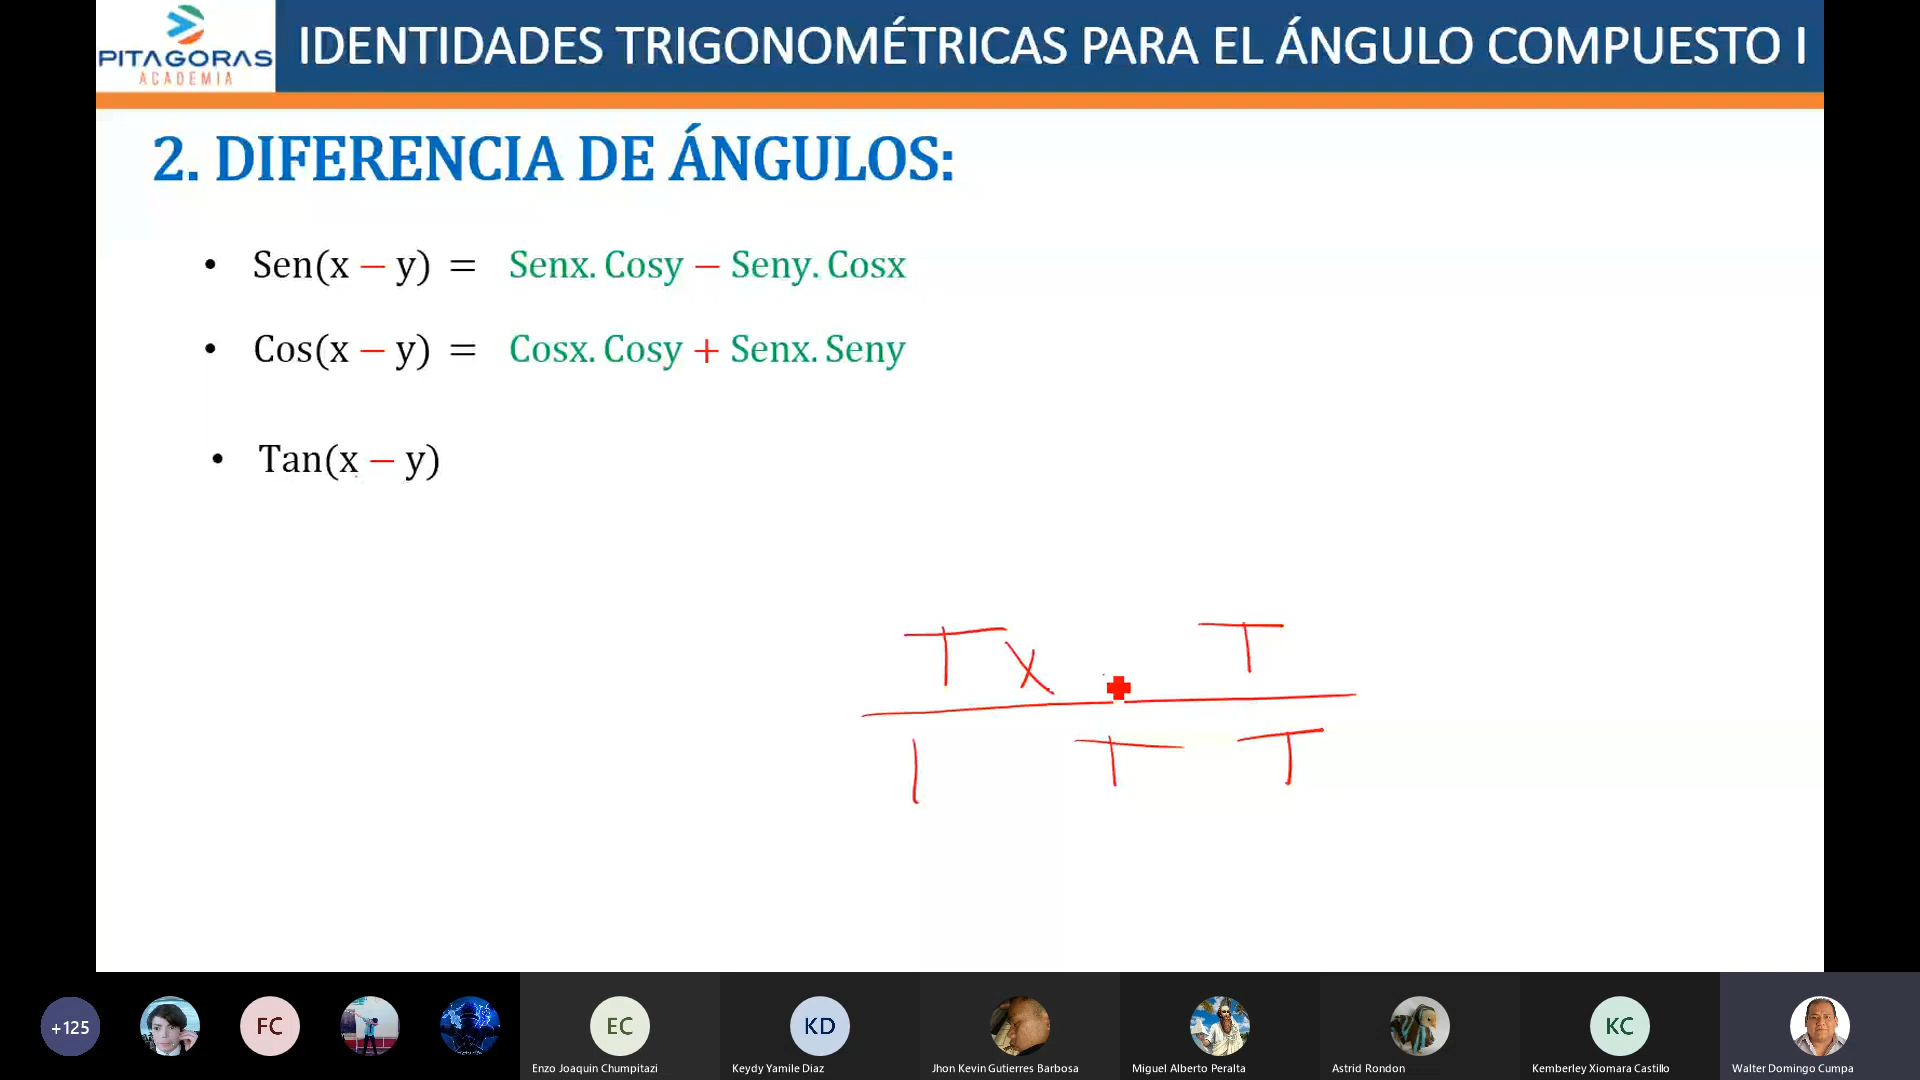 PITAGORAS
ACADEMIA
IDENTIDADES TRIGONOMÉTRICAS PARA EL ÁNGULO COMPUESTO I
2. DIFERENCIA DE ÁNGULOS:
• Sen(x − y) = Senx. Cosy − Seny. Cosx
• Cos(x − y) = Cosx. Cosy + Senx. Seny
• Tan(x − y)
T x T
1 T T
+125
FC
EC
KD
KC
Enzo Joaquin Chumpitazi
Keydy Yamile Diaz
Jhon Kevin Gutierres Barbosa
Miguel Alberto Peralta
Astrid Rondon
Kemberley Xiomara Castillo
Walter Domingo Cumpa